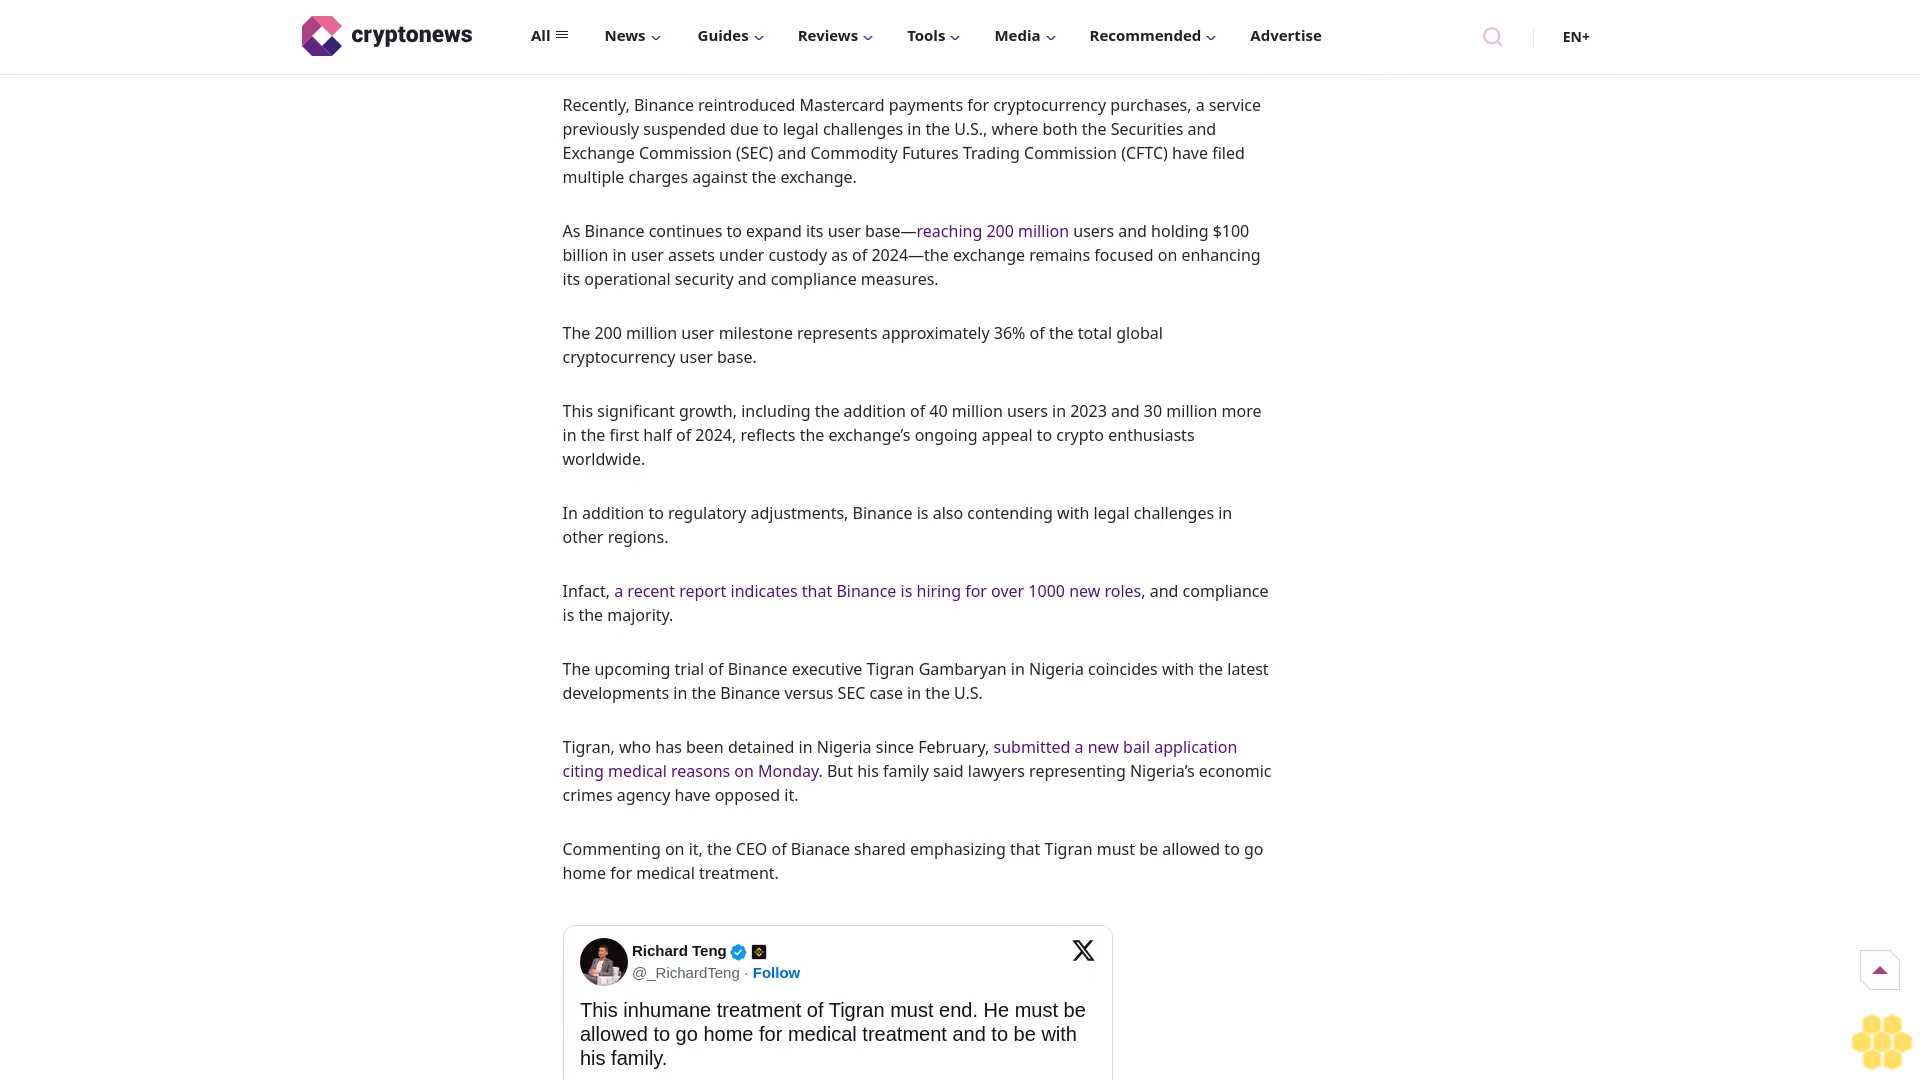 cryptonews All News Guides Reviews Tools Media Recommended Advertise EN+
Recently, Binance reintroduced Mastercard payments for cryptocurrency purchases, a service
previously suspended due to legal challenges in the U.S., where both the Securities and
Exchange Commission (SEC) and Commodity Futures Trading Commission (CFTC) have filed
multiple charges against the exchange.
As Binance continues to expand its user base—reaching 200 million users and holding $100
billion in user assets under custody as of 2024—the exchange remains focused on enhancing
its operational security and compliance measures.
The 200 million user milestone represents approximately 36% of the total global
cryptocurrency user base.
This significant growth, including the addition of 40 million users in 2023 and 30 million more
in the first half of 2024, reflects the exchange’s ongoing appeal to crypto enthusiasts
worldwide.
In addition to regulatory adjustments, Binance is also contending with legal challenges in
other regions.
Infact, a recent report indicates that Binance is hiring for over 1000 new roles, and compliance
is the majority.
The upcoming trial of Binance executive Tigran Gambaryan in Nigeria coincides with the latest
developments in the Binance versus SEC case in the U.S.
Tigran, who has been detained in Nigeria since February, submitted a new bail application
citing medical reasons on Monday. But his family said lawyers representing Nigeria’s economic
crimes agency have opposed it.
Commenting on it, the CEO of Bianace shared emphasizing that Tigran must be allowed to go
home for medical treatment.
Richard Teng
@_RichardTeng · Follow
This inhumane treatment of Tigran must end. He must be
allowed to go home for medical treatment and to be with
his family.